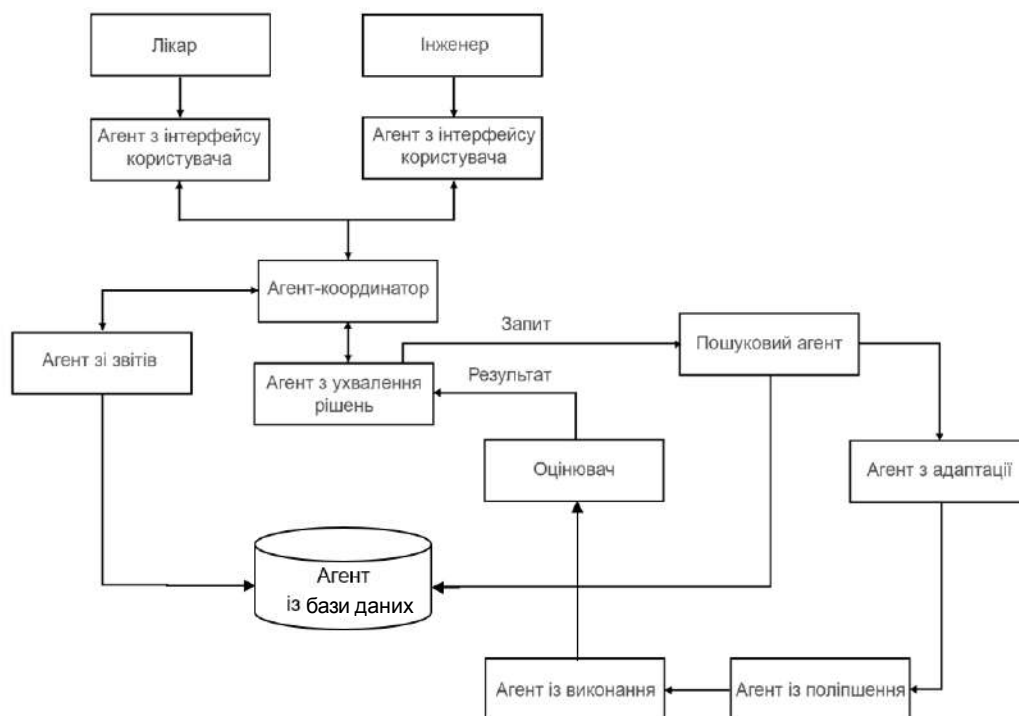 Лікар
Інженер
Агент з інтерфейсу
користувача
Агент з інтерфейсу
користувача
Агент-координатор
Запит
Пошуковий агент
Агент зі звітів
Агент з ухвалення
рішень
Результат
Оцінювач
Агент з адаптації
Агент
із бази даних
Агент із виконання
Агент із поліпшення